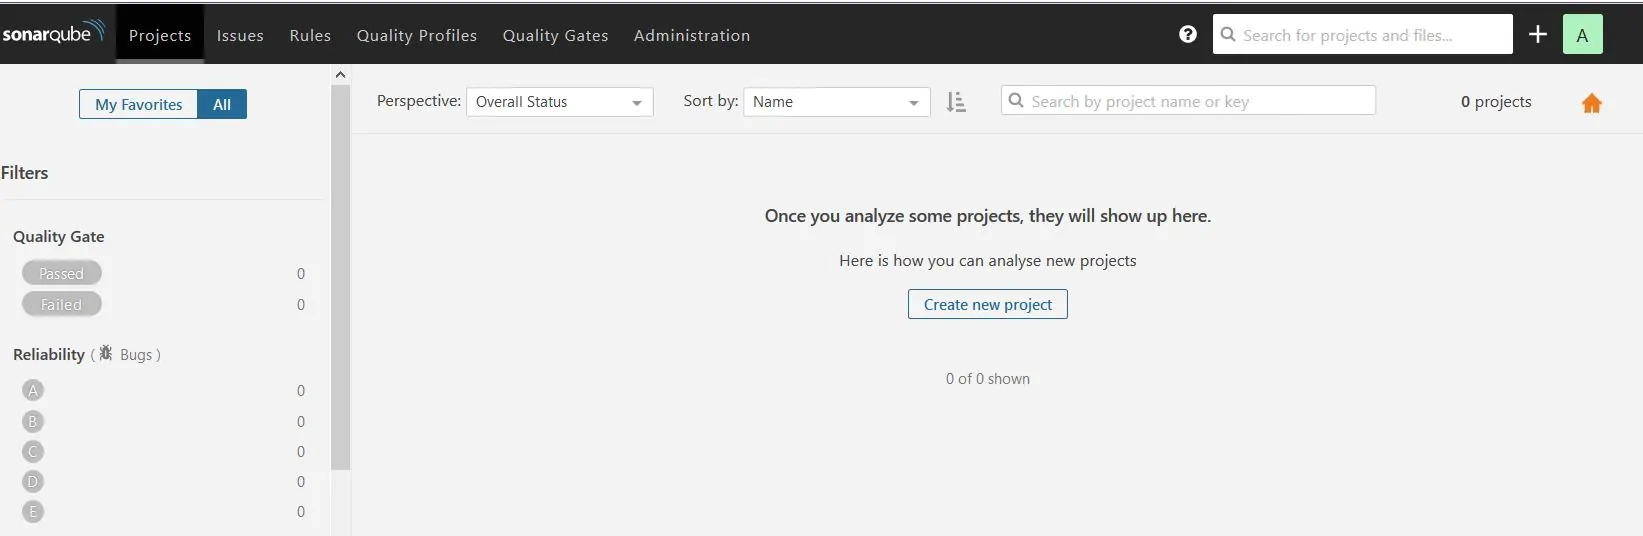 sonarqube Projects Issues Rules Quality Profiles Quality Gates Administration ? Search for projects and files... + A
My Favorites All Perspective: Overall Status Sort by: Name Search by project name or key 0 projects
Filters
Once you analyze some projects, they will show up here.
Quality Gate
Here is how you can analyse new projects
Passed 0
Failed 0 Create new project
Reliability ( Bugs )
0 of 0 shown
A 0
B 0
C 0
D 0
E 0